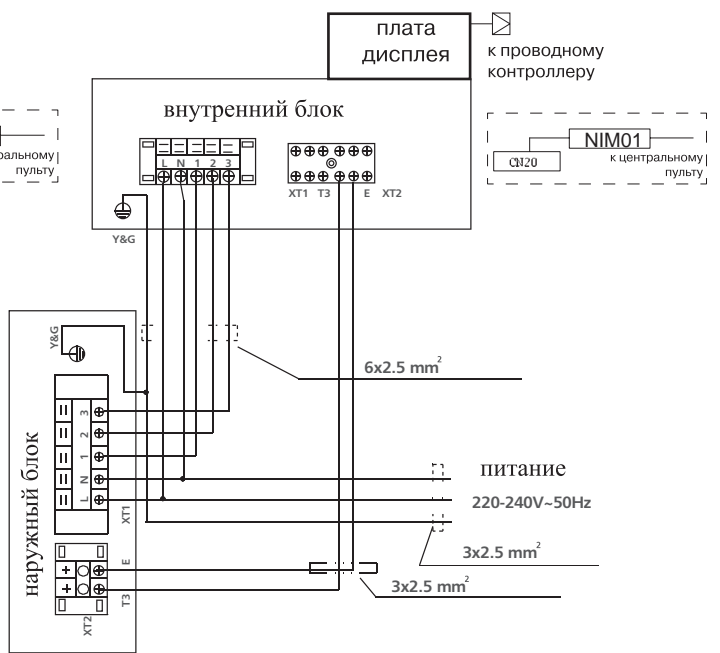 плата
дисплея
к проводному
контроллеру
внутренний блок
L N 1 2 3
XT1 T3 E XT2
Y&G
NIM01
CN20
к центральному
пульту
ральному
пульту
Y&G
6x2.5 mm²
наружный блок
3
2
1
N
L
XT1
питание
220-240V~50Hz
3x2.5 mm²
E
T3
XT2
3x2.5 mm²